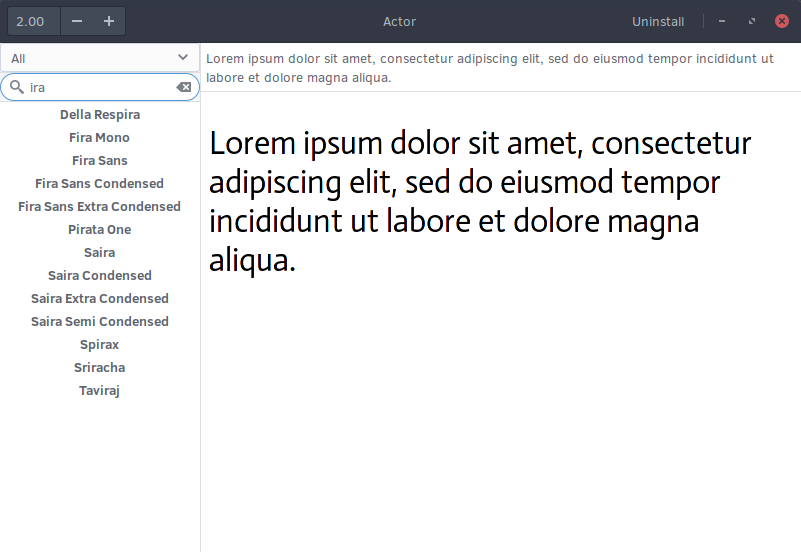 2.00
Actor
Uninstall
All
ira
Della Respira
Fira Mono
Fira Sans
Fira Sans Condensed
Fira Sans Extra Condensed
Pirata One
Saira
Saira Condensed
Saira Extra Condensed
Saira Semi Condensed
Spirax
Sriracha
Taviraj
Lorem ipsum dolor sit amet, consectetur adipiscing elit, sed do eiusmod tempor incididunt ut
labore et dolore magna aliqua.
Lorem ipsum dolor sit amet, consectetur
adipiscing elit, sed do eiusmod tempor
incididunt ut labore et dolore magna
aliqua.